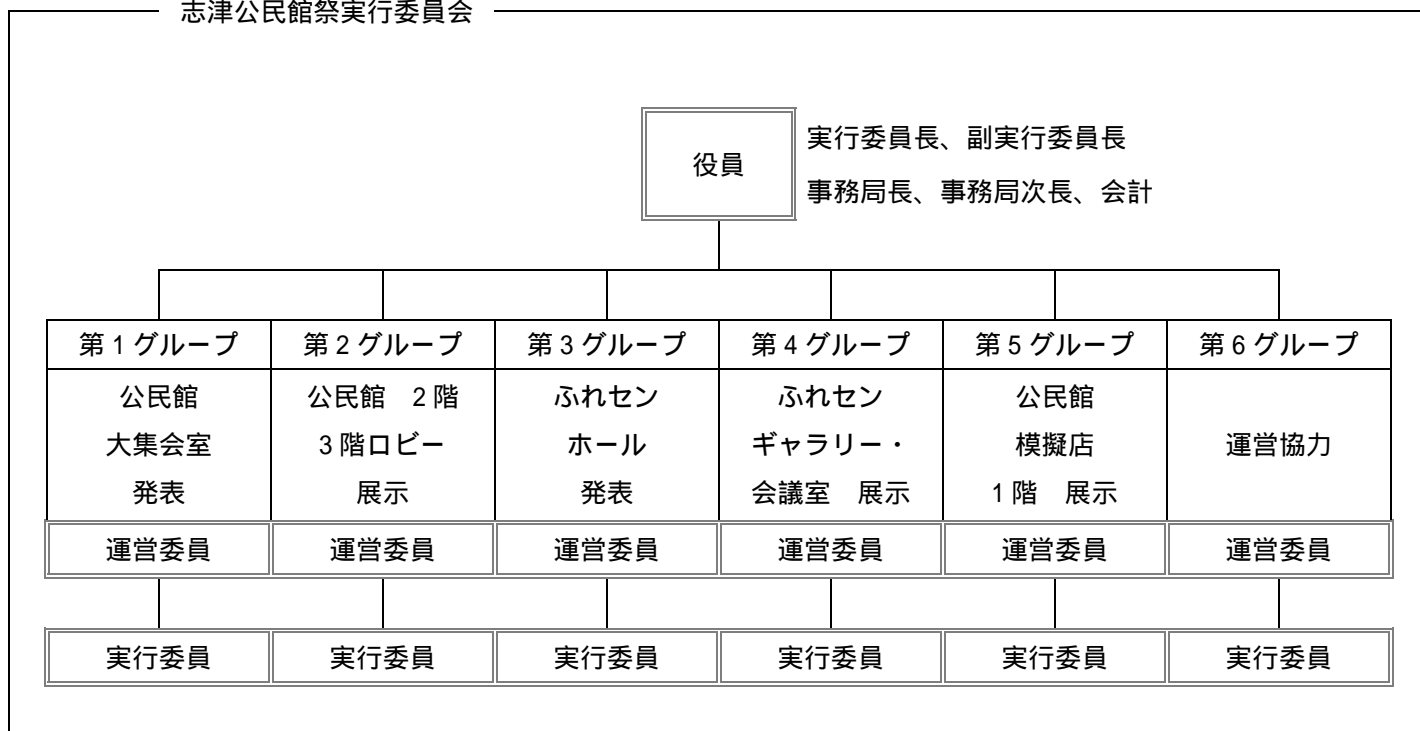 志津公民館祭実行委員会
役員
実行委員長、副実行委員長
事務局長、事務局次長、会計
第1グループ
第2グループ
第3グループ
第4グループ
第5グループ
第6グループ
公民館
大集会室
発表
公民館　2階
3階ロビー
展示
ふれセン
ホール
発表
ふれセン
ギャラリー・
会議室　展示
公民館
模擬店
1階　展示
運営協力
運営委員
運営委員
運営委員
運営委員
運営委員
運営委員
実行委員
実行委員
実行委員
実行委員
実行委員
実行委員